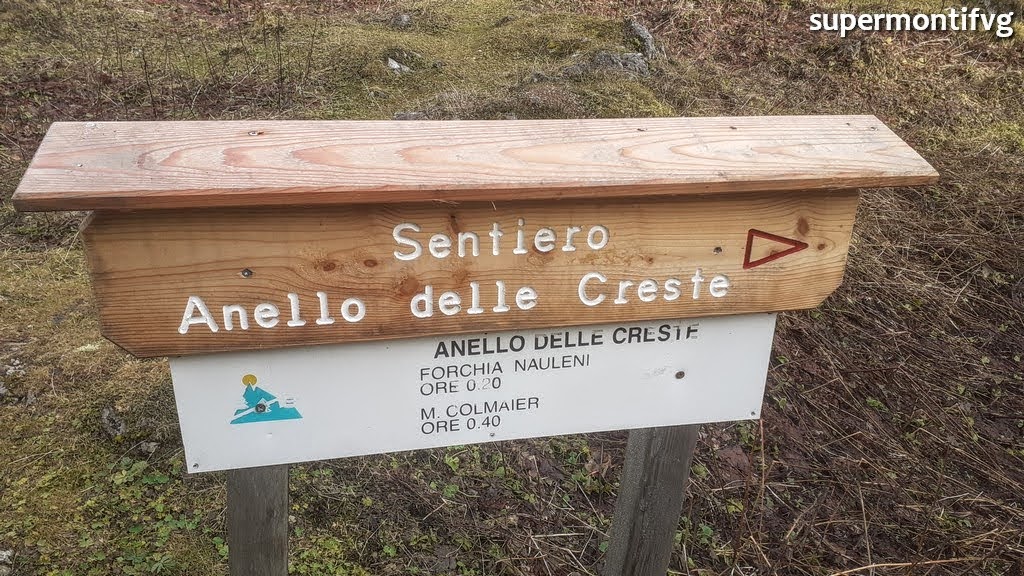 supermontifvg
Sentiero
Anello delle Creste
ANELLO DELLE CRESTE
FORCHIA NAULENI
ORE 0.20
M. COLMAIER
ORE 0.40